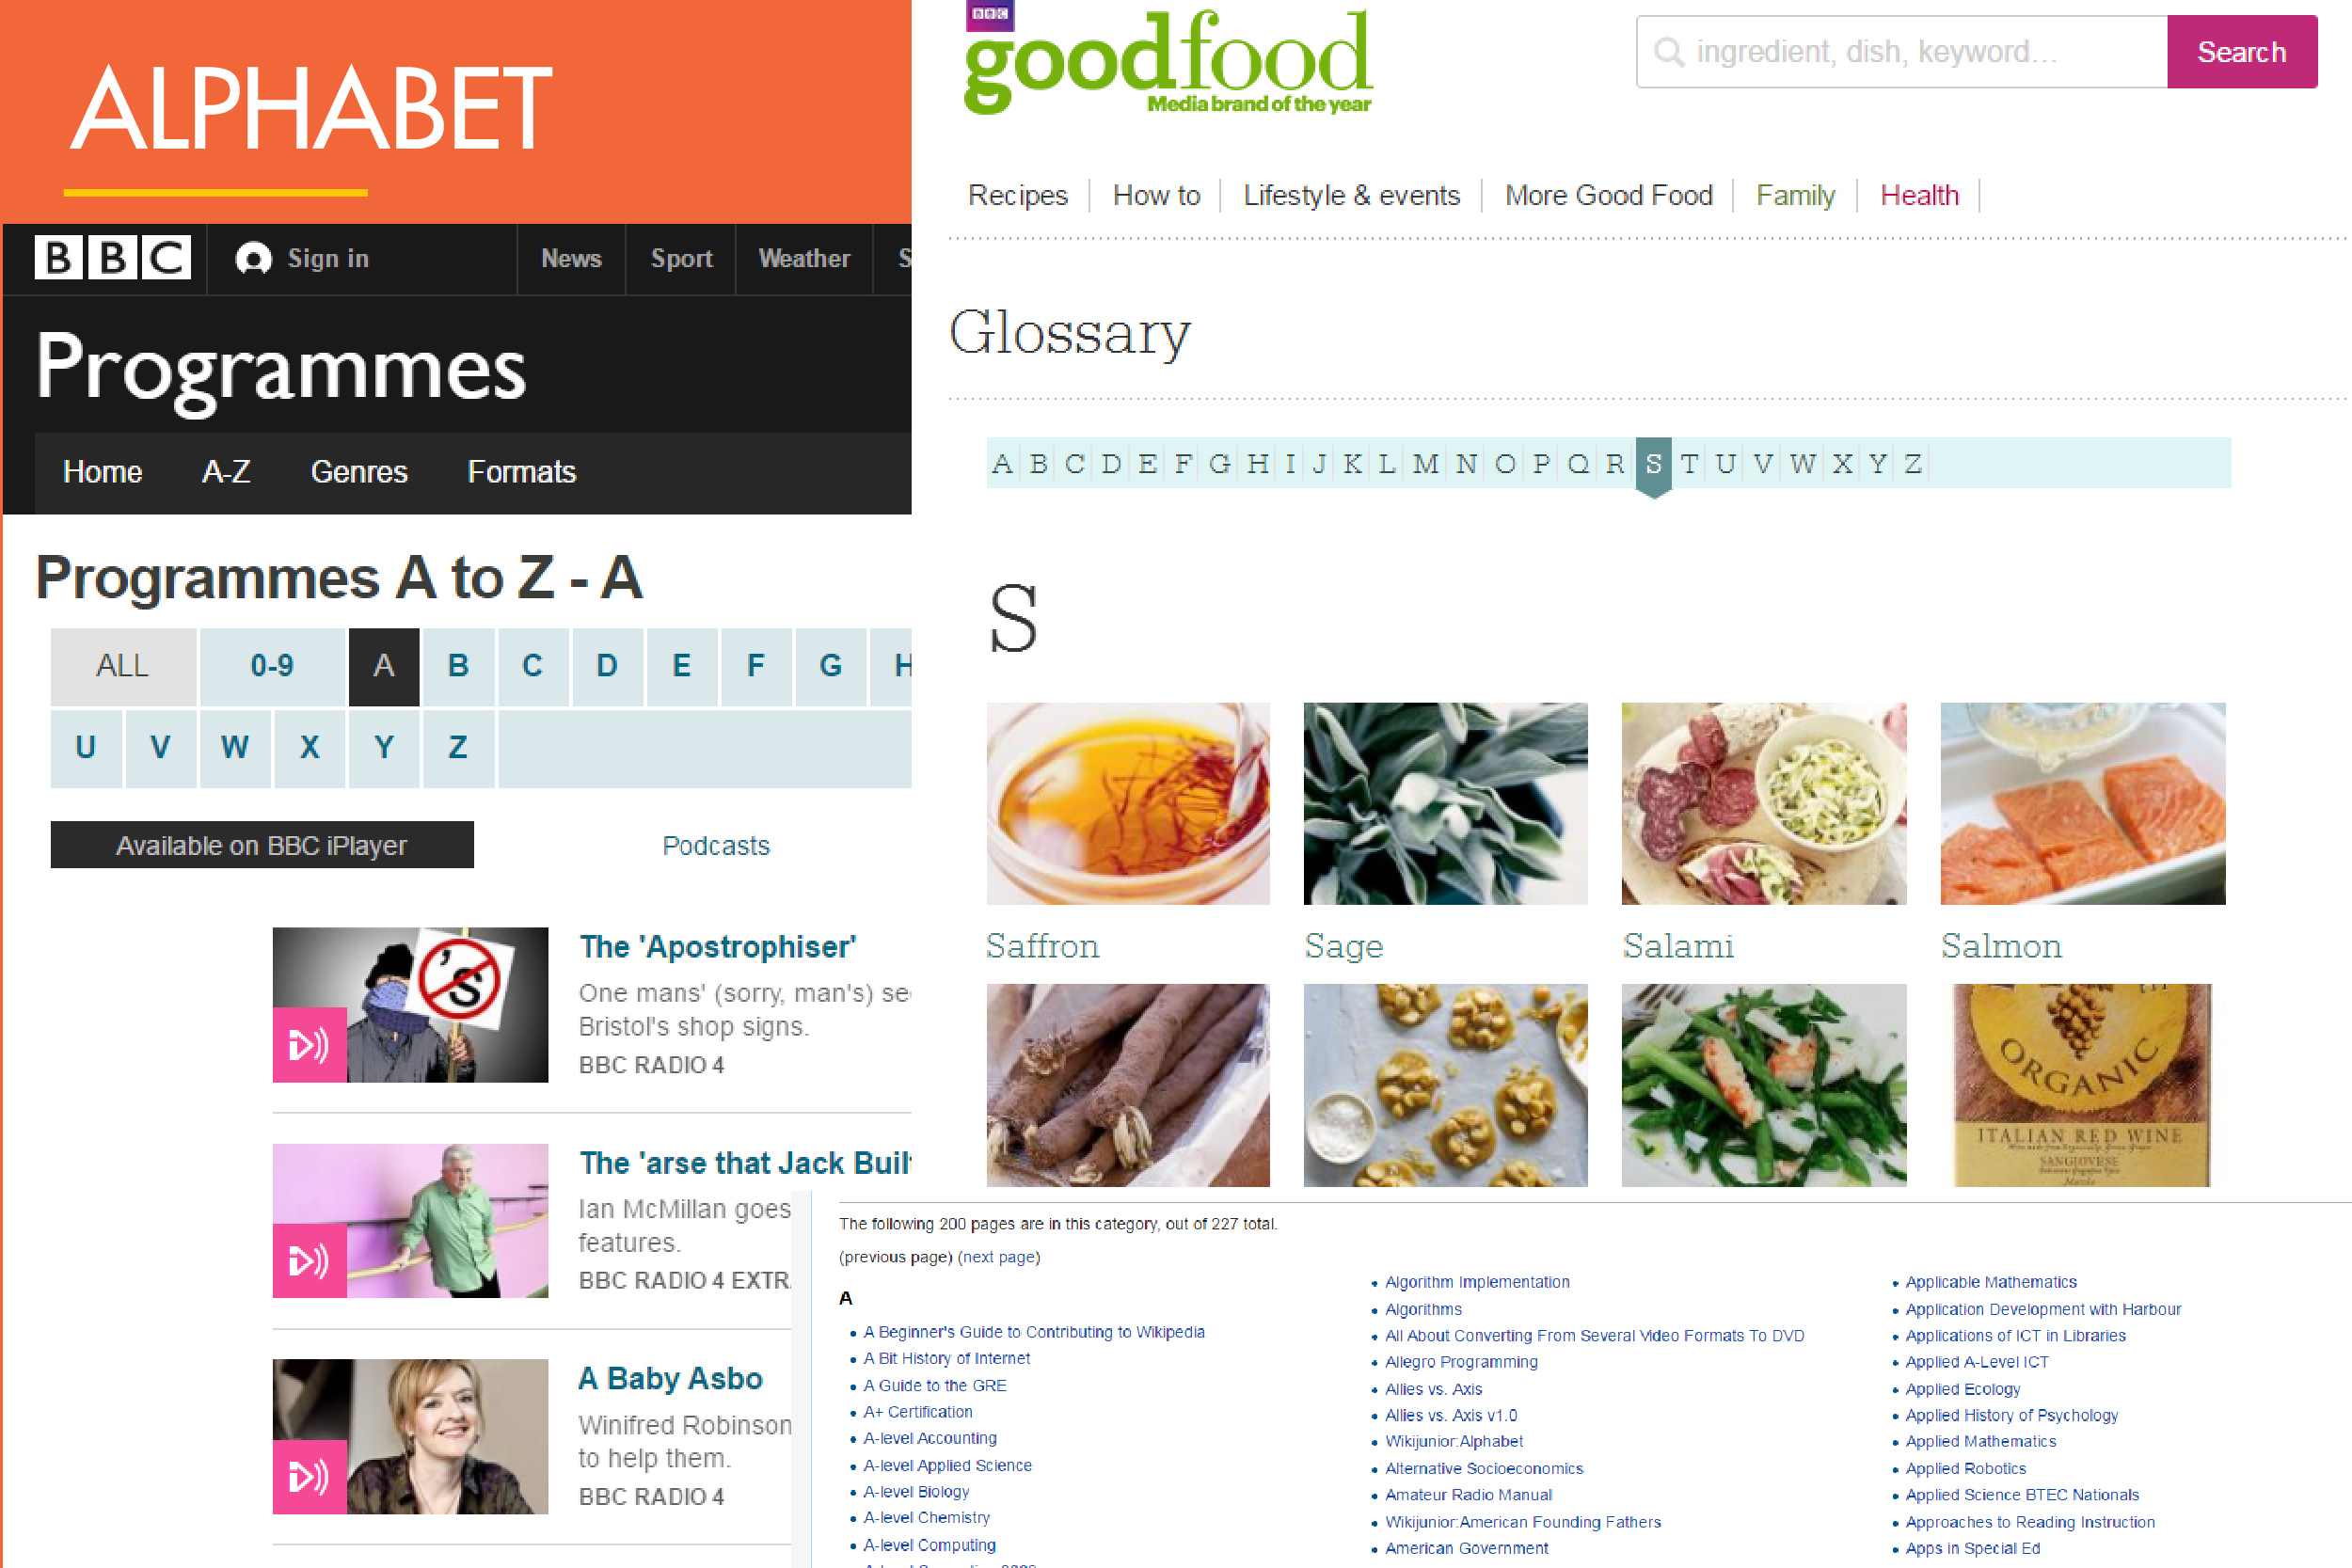 ALPHABET
BBC
Sign in
News
Sport
Weather
S
Programmes
Home
A-Z
Genres
Formats
Programmes A to Z - A
ALL
0-9
A
B
C
D
E
F
G
H
U
V
W
X
Y
Z
Available on BBC iPlayer
Podcasts
'S
The 'Apostrophiser'
One mans' (sorry, man's)
Bristol's shop signs.
BBC RADIO 4
The 'arse that Jack Built
Ian McMillan goes
features.
BBC RADIO 4 EXTR
A Baby Asbo
Winifred Robinson
to help them.
BBC RADIO 4
BBC
goodfood
Media brand of the year
ingredient, dish, keyword...
Search
Recipes
How to
Lifestyle & events
More Good Food
Family
Health
Glossary
A B C D E F G H I J K L M N O P Q R S T U V W X Y Z
S
Saffron
Sage
Salami
Salmon
ORGANIC
ITALIAN RED WINE
SANGIOVESE
The following 200 pages are in this category, out of 227 total.
(previous page) (next page)
A
A Beginner's Guide to Contributing to Wikipedia
A Bit History of Internet
A Guide to the GRE
A+ Certification
A-level Accounting
A-level Applied Science
A-level Biology
A-level Chemistry
A-level Computing
Algorithm Implementation
Algorithms
All About Converting From Several Video Formats To DVD
Allegro Programming
Allies vs. Axis
Allies vs. Axis v1.0
Wikijunior:Alphabet
Alternative Socioeconomics
Amateur Radio Manual
Wikijunior:American Founding Fathers
American Government
Applicable Mathematics
Application Development with Harbour
Applications of ICT in Libraries
Applied A-Level ICT
Applied Ecology
Applied History of Psychology
Applied Mathematics
Applied Robotics
Applied Science BTEC Nationals
Approaches to Reading Instruction
Apps in Special Ed